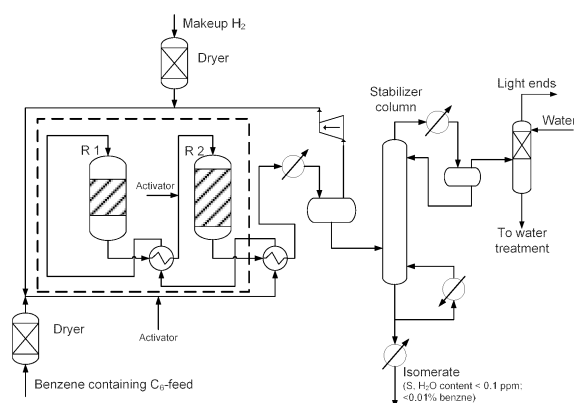 Makeup H2
Dryer
Light ends
Stabilizer
column
Water
R 1
R 2
Activator
To water
treatment
Dryer
Activator
Isomerate
(S, H2O content < 0.1 ppm;
<0.01% benzne)
Benzene containing C6-feed